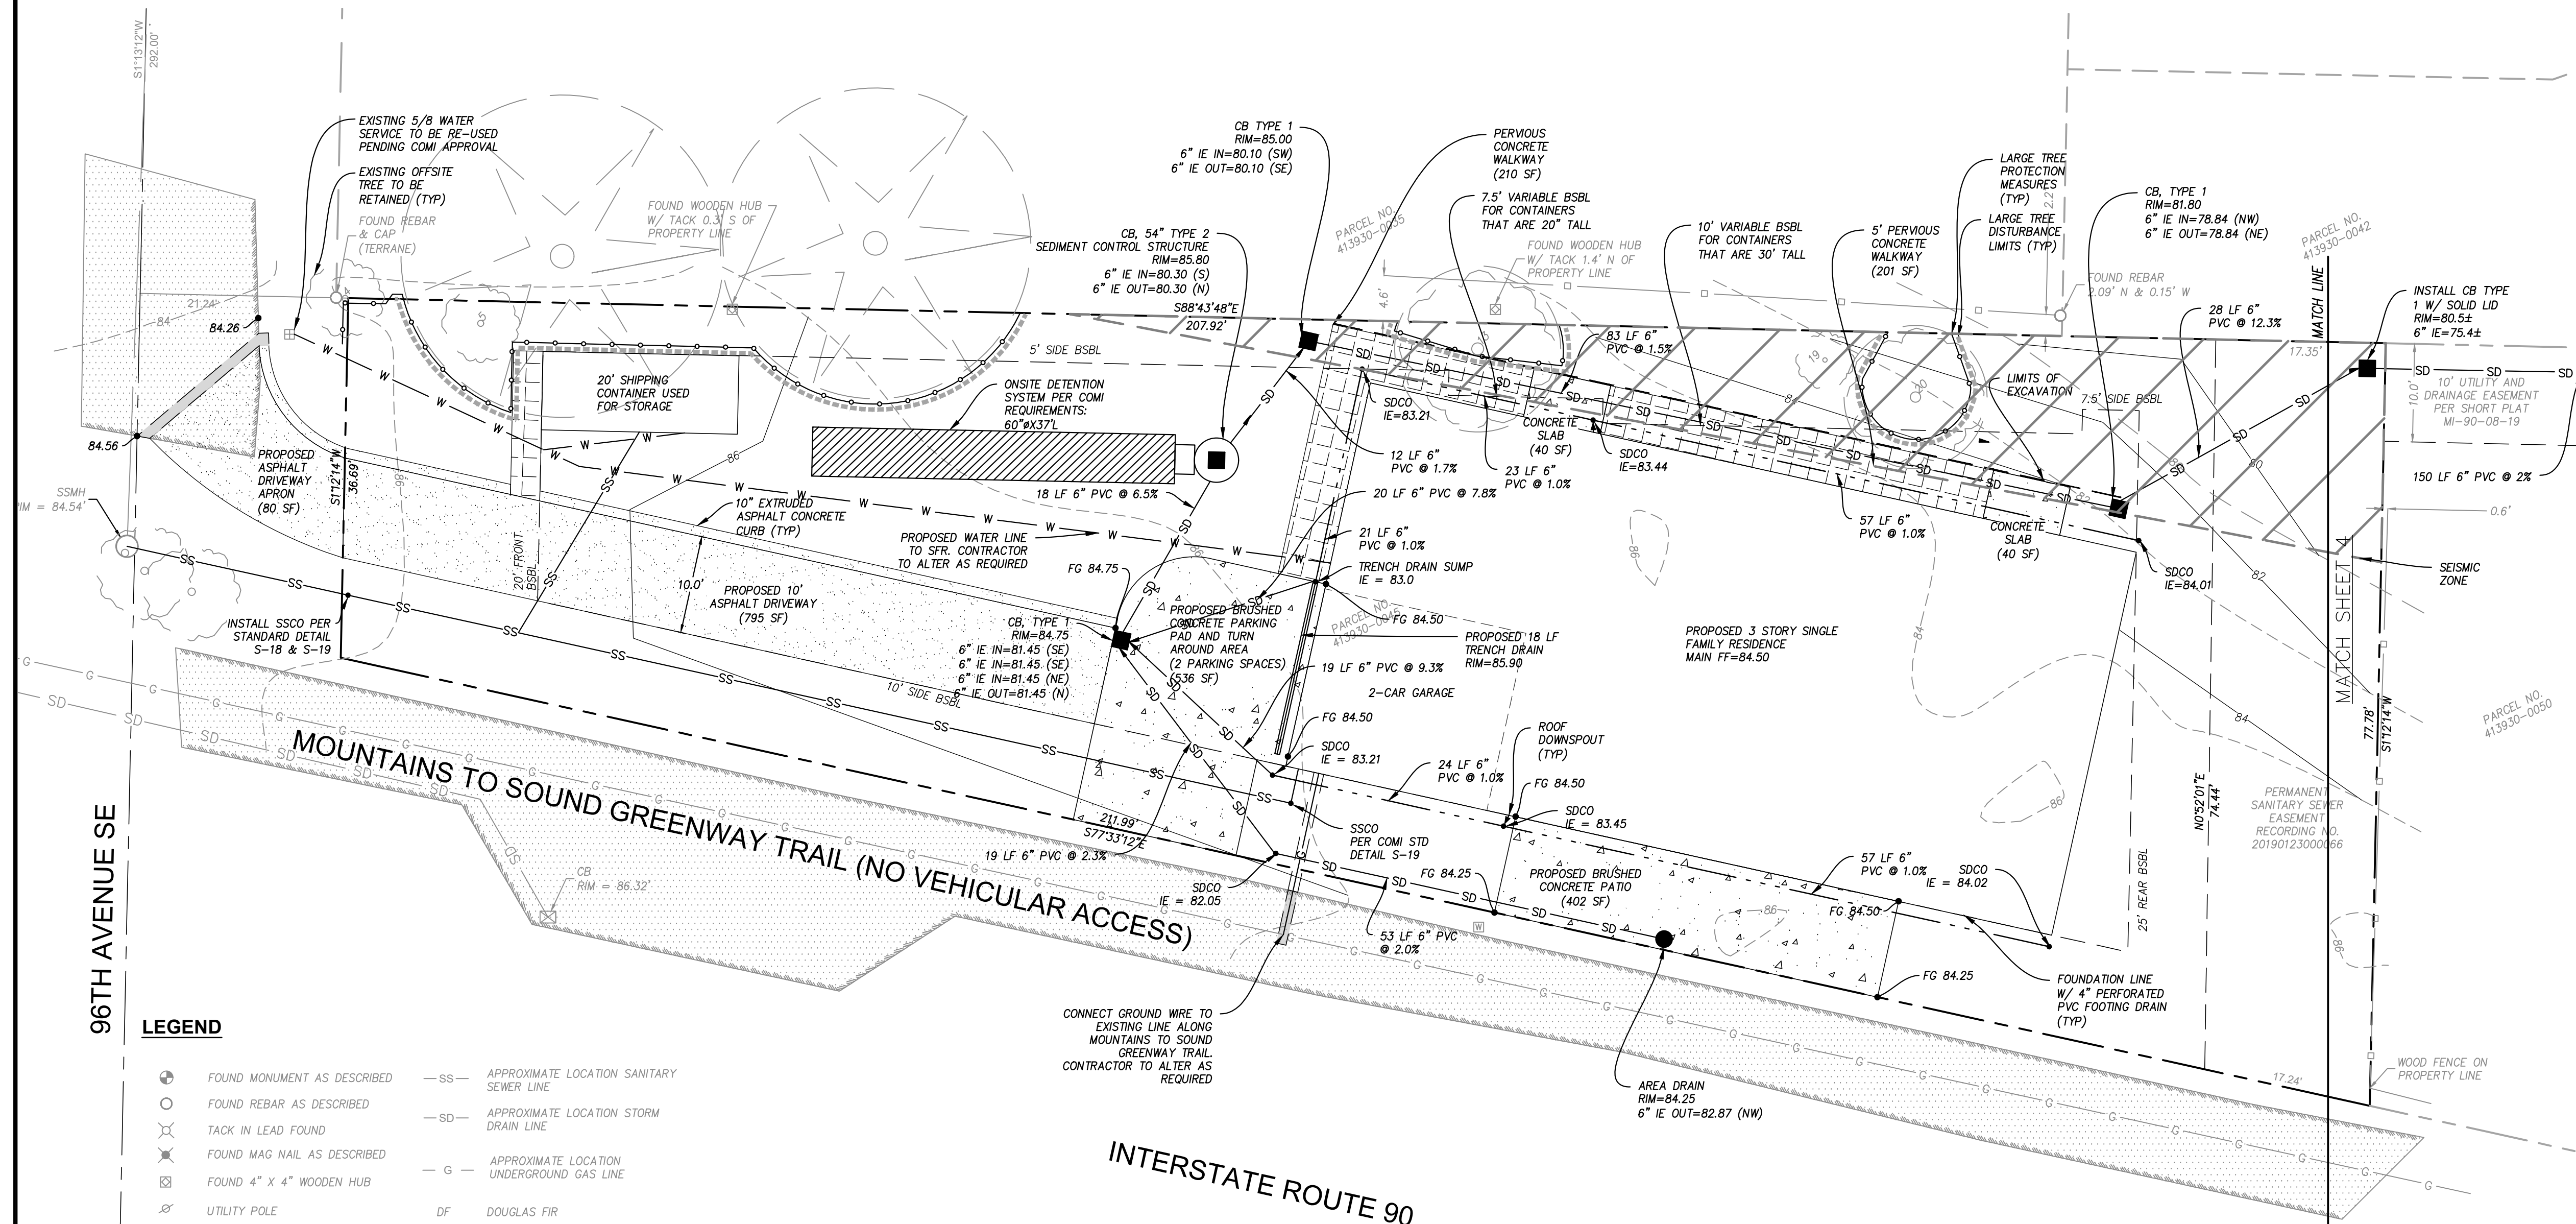 S1°13'12"W
292.00'
EXISTING 5/8 WATER
SERVICE TO BE RE-USED
PENDING COMI APPROVAL
EXISTING OFFSITE
TREE TO BE
RETAINED (TYP)
FOUND REBAR
& CAP
(TERRANE)
FOUND WOODEN HUB
W/ TACK 0.3' S OF
PROPERTY LINE
CB TYPE 1
RIM=85.00
6" IE IN=80.10 (SW)
6" IE OUT=80.10 (SE)
CB, 54" TYPE 2
SEDIMENT CONTROL STRUCTURE
RIM=85.80
6" IE IN=80.30 (S)
6" IE OUT=80.30 (N)
S88°43'48"E
207.92'
PERVIOUS
CONCRETE
WALKWAY
(210 SF)
PARCEL NO.
413930-0035
7.5' VARIABLE BSBL
FOR CONTAINERS
THAT ARE 20" TALL
FOUND WOODEN HUB
W/ TACK 1.4' N OF
PROPERTY LINE
4.6'
10' VARIABLE BSBL
FOR CONTAINERS
THAT ARE 30' TALL
5' PERVIOUS
CONCRETE
WALKWAY
(201 SF)
LARGE TREE
PROTECTION
MEASURES
(TYP)
LARGE TREE
DISTURBANCE
LIMITS (TYP)
CB, TYPE 1
RIM=81.80
6" IE IN=78.84 (NW)
6" IE OUT=78.84 (NE)
FOUND REBAR
2.09' N & 0.15' W
PARCEL NO.
413930-0042
MATCH LINE
INSTALL CB TYPE
1 W/ SOLID LID
RIM=80.5±
6" IE=75.4±
28 LF 6"
PVC @ 12.3%
17.35'
10.0'
10' UTILITY AND
DRAINAGE EASEMENT
PER SHORT PLAT
MI-90-08-19
150 LF 6" PVC @ 2%
0.6'
21.24'
84
84.26
84.56
86
5' SIDE BSBL
20' SHIPPING
CONTAINER USED
FOR STORAGE
ONSITE DETENTION
SYSTEM PER COMI
REQUIREMENTS:
60"øX37'L
83 LF 6"
PVC @ 1.5%
SDCO
IE=83.21
CONCRETE
SLAB
(40 SF)
SDCO
IE=83.44
LIMITS OF
EXCAVATION
7.5' SIDE BSBL
12 LF 6"
PVC @ 1.7%
23 LF 6"
PVC @ 1.0%
57 LF 6"
PVC @ 1.0%
CONCRETE
SLAB
(40 SF)
SDCO
IE=84.01
SEISMIC
ZONE
PROPOSED
ASPHALT
DRIVEWAY
APRON
(80 SF)
S1°12'14"W
36.69'
SSMH
18 LF 6" PVC @ 6.5%
20 LF 6" PVC @ 7.8%
10" EXTRUDED
ASPHALT CONCRETE
CURB (TYP)
PROPOSED WATER LINE
TO SFR. CONTRACTOR
TO ALTER AS REQUIRED
21 LF 6"
PVC @ 1.0%
TRENCH DRAIN SUMP
IE = 83.0
FG 84.75
20' FRONT
BSBL
10.0'
PROPOSED 10'
ASPHALT DRIVEWAY
(795 SF)
INSTALL SSCO PER
STANDARD DETAIL
S-18 & S-19
CB, TYPE 1
RIM=84.75
6" IE IN=81.45 (SE)
6" IE IN=81.45 (SE)
6" IE IN=81.45 (NE)
6" IE OUT=81.45 (N)
PROPOSED BRUSHED
CONCRETE PARKING
PAD AND TURN
AROUND AREA
(2 PARKING SPACES)
(536 SF)
PARCEL NO.
413930-0045
FG 84.50
PROPOSED 18 LF
TRENCH DRAIN
RIM=85.90
19 LF 6" PVC @ 9.3%
2-CAR GARAGE
PROPOSED 3 STORY SINGLE
FAMILY RESIDENCE
MAIN FF=84.50
10' SIDE BSBL
FG 84.50
SDCO
IE = 83.21
24 LF 6"
PVC @ 1.0%
ROOF
DOWNSPOUT
(TYP)
FG 84.50
SDCO
IE = 83.45
MATCH SHEET 4
77.78'
S1°12'14"W
PARCEL NO.
413930-0050
N0°52'01"E
74.44'
PERMANENT
SANITARY SEWER
EASEMENT
RECORDING NO.
20190123000066
MOUNTAINS TO SOUND GREENWAY TRAIL (NO VEHICULAR ACCESS)
211.99'
S77°33'12"E
19 LF 6" PVC @ 2.3%
SSCO
PER COMI STD
DETAIL S-19
SDCO
IE = 82.05
FG 84.25
PROPOSED BRUSHED
CONCRETE PATIO
(402 SF)
57 LF 6"
PVC @ 1.0%
SDCO
IE = 84.02
FG 84.50
25' REAR BSBL
CB
RIM = 86.32'
53 LF 6" PVC
@ 2.0%
FG 84.25
FOUNDATION LINE
W/ 4" PERFORATED
PVC FOOTING DRAIN
(TYP)
96TH AVENUE SE
CONNECT GROUND WIRE TO
EXISTING LINE ALONG
MOUNTAINS TO SOUND
GREENWAY TRAIL.
CONTRACTOR TO ALTER AS
REQUIRED
AREA DRAIN
RIM=84.25
6" IE OUT=82.87 (NW)
17.24'
WOOD FENCE ON
PROPERTY LINE
INTERSTATE ROUTE 90
LEGEND
FOUND MONUMENT AS DESCRIBED
FOUND REBAR AS DESCRIBED
TACK IN LEAD FOUND
FOUND MAG NAIL AS DESCRIBED
FOUND 4" X 4" WOODEN HUB
UTILITY POLE
SS APPROXIMATE LOCATION SANITARY
SEWER LINE
SD APPROXIMATE LOCATION STORM
DRAIN LINE
G APPROXIMATE LOCATION
UNDERGROUND GAS LINE
DF DOUGLAS FIR